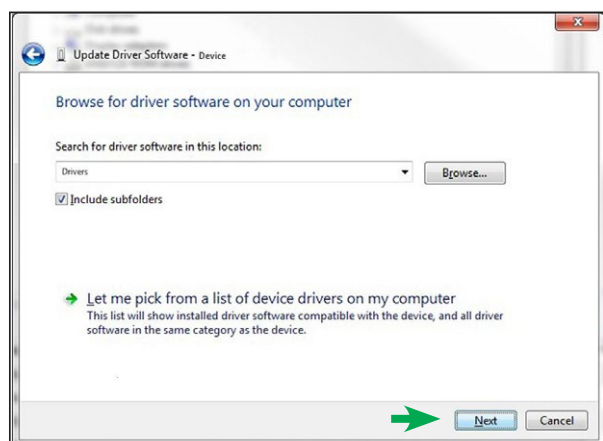 Update Driver Software - Device
Browse for driver software on your computer
Search for driver software in this location:
Drivers
Browse...
Include subfolders
Let me pick from a list of device drivers on my computer
This list will show installed driver software compatible with the device, and all driver
software in the same category as the device.
Next
Cancel